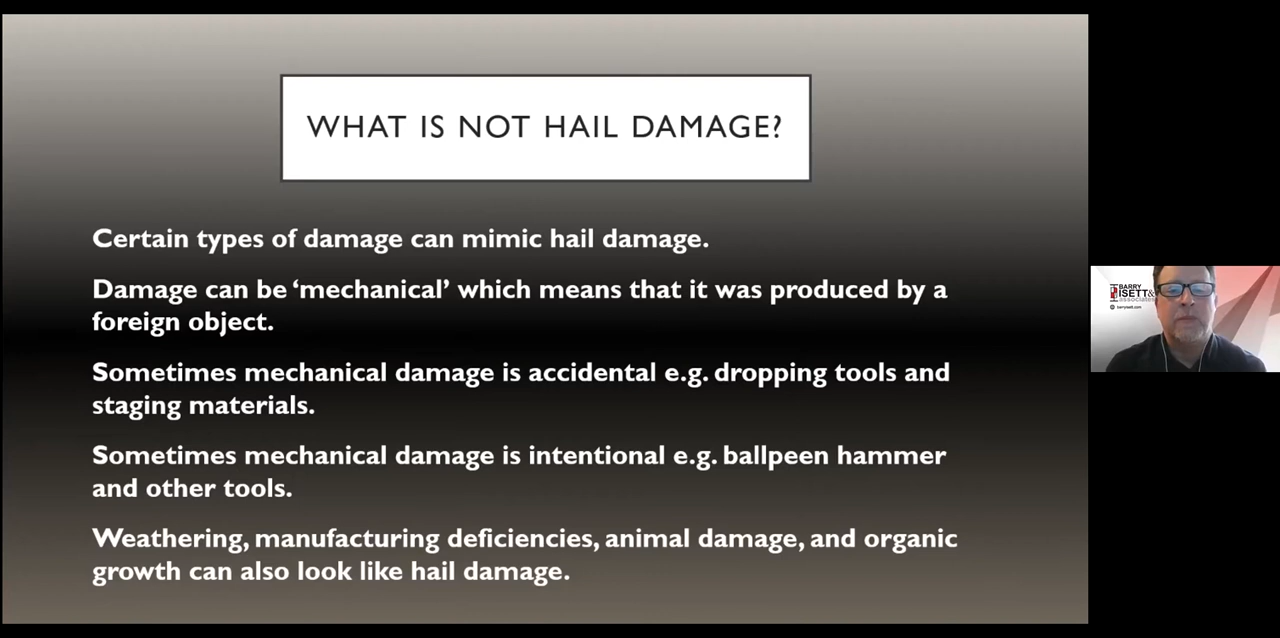 WHAT IS NOT HAIL DAMAGE?
Certain types of damage can mimic hail damage.
Damage can be ‘mechanical’ which means that it was produced by a
foreign object.
Sometimes mechanical damage is accidental e.g. dropping tools and
staging materials.
Sometimes mechanical damage is intentional e.g. ballpeen hammer
and other tools.
Weathering, manufacturing deficiencies, animal damage, and organic
growth can also look like hail damage.
BARRY
ISETT&
associates
barryisett.com